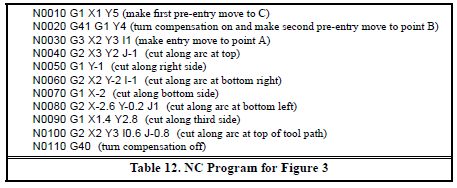 N0010 G1 X1 Y5 (make first pre-entry move to C)
N0020 G41 G1 Y4 (turn compensation on and make second pre-entry move to point B)
N0030 G3 X2 Y3 I1 (make entry move to point A)
N0040 G2 X3 Y2 J-1 (cut along arc at top)
N0050 G1 Y-1 (cut along right side)
N0060 G2 X2 Y-2 I-1 (cut along arc at bottom right)
N0070 G1 X-2 (cut along bottom side)
N0080 G2 X-2.6 Y-0.2 J1 (cut along arc at bottom left)
N0090 G1 X1.4 Y2.8 (cut along third side)
N0100 G2 X2 Y3 I0.6 J-0.8 (cut along arc at top of tool path)
N0110 G40 (turn compensation off)
Table 12. NC Program for Figure 3